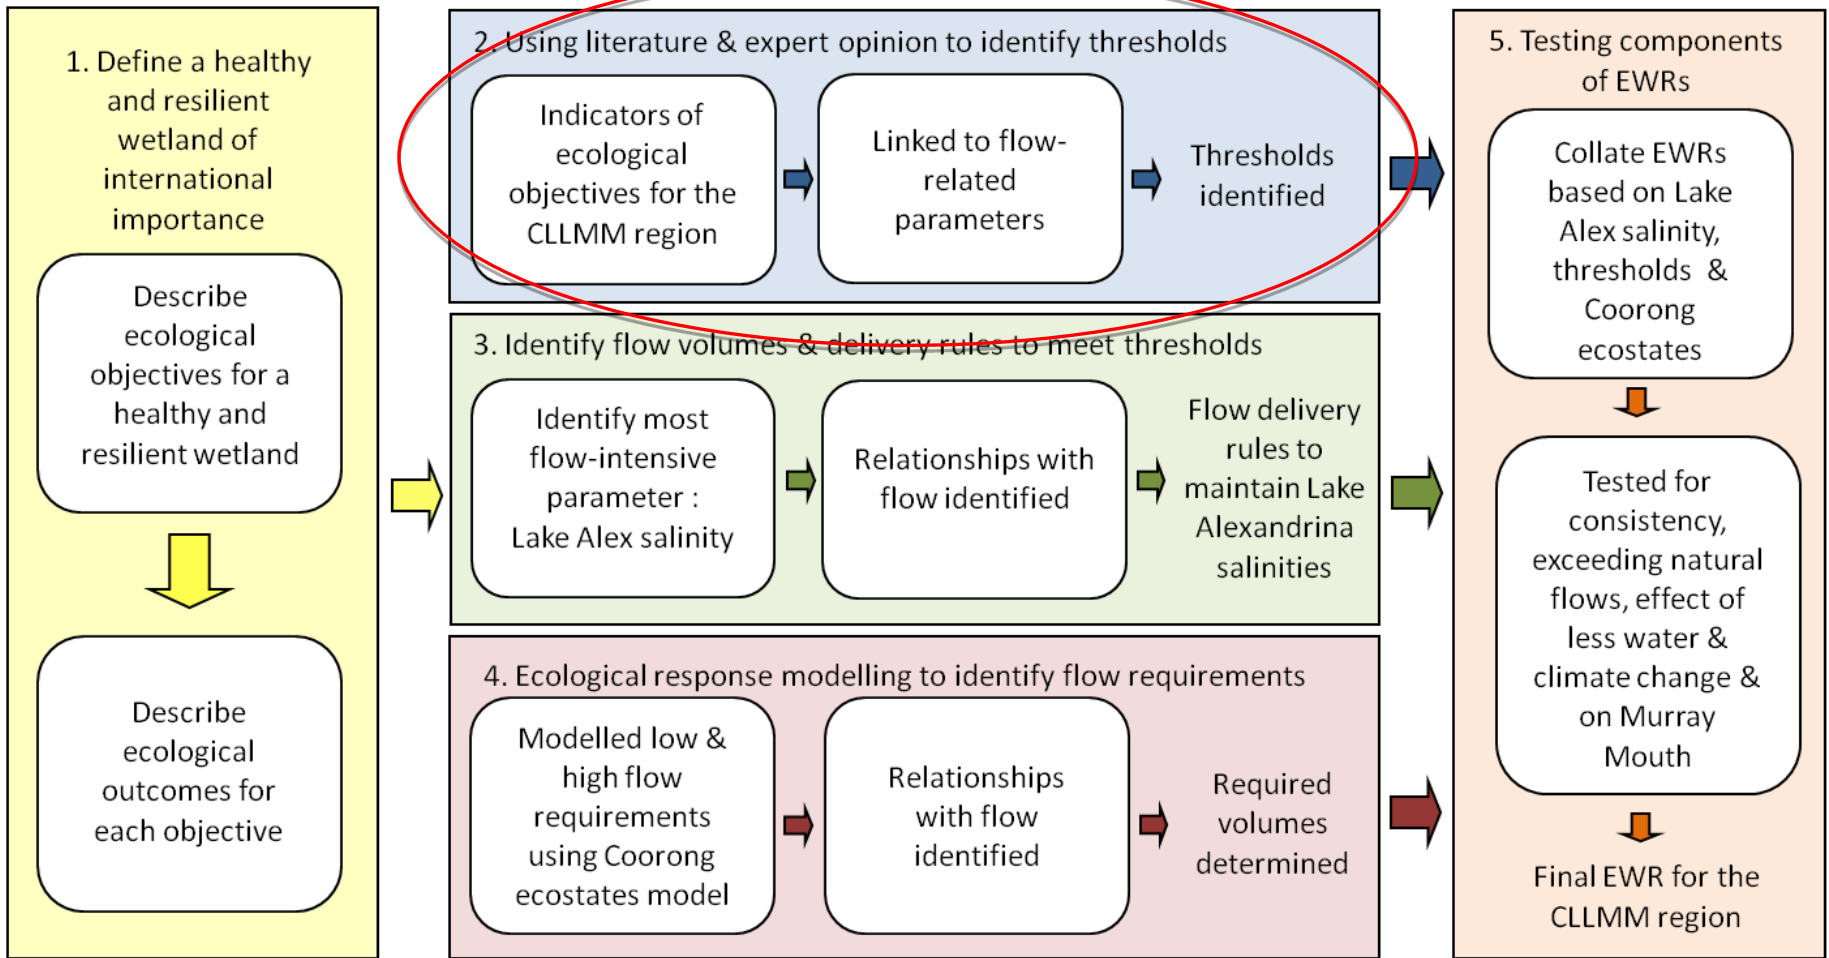 1. Define a healthy
and resilient
wetland of
international
importance
Describe
ecological
objectives for a
healthy and
resilient wetland
Describe
ecological
outcomes for
each objective
2. Using literature & expert opinion to identify thresholds
Indicators of
ecological
objectives for the
CLLMM region
Linked to flow-
related
parameters
Thresholds
identified
3. Identify flow volumes & delivery rules to meet thresholds
Identify most
flow-intensive
parameter :
Lake Alex salinity
Relationships with
flow identified
Flow delivery
rules to
maintain Lake
Alexandrina
salinities
4. Ecological response modelling to identify flow requirements
Modelled low &
high flow
requirements
using Coorong
ecostates model
Relationships
with flow
identified
Required
volumes
determined
5. Testing components
of EWRs
Collate EWRs
based on Lake
Alex salinity,
thresholds &
Coorong
ecostates
Tested for
consistency,
exceeding natural
flows, effect of
less water &
climate change &
on Murray
Mouth
Final EWR for the
CLLMM region